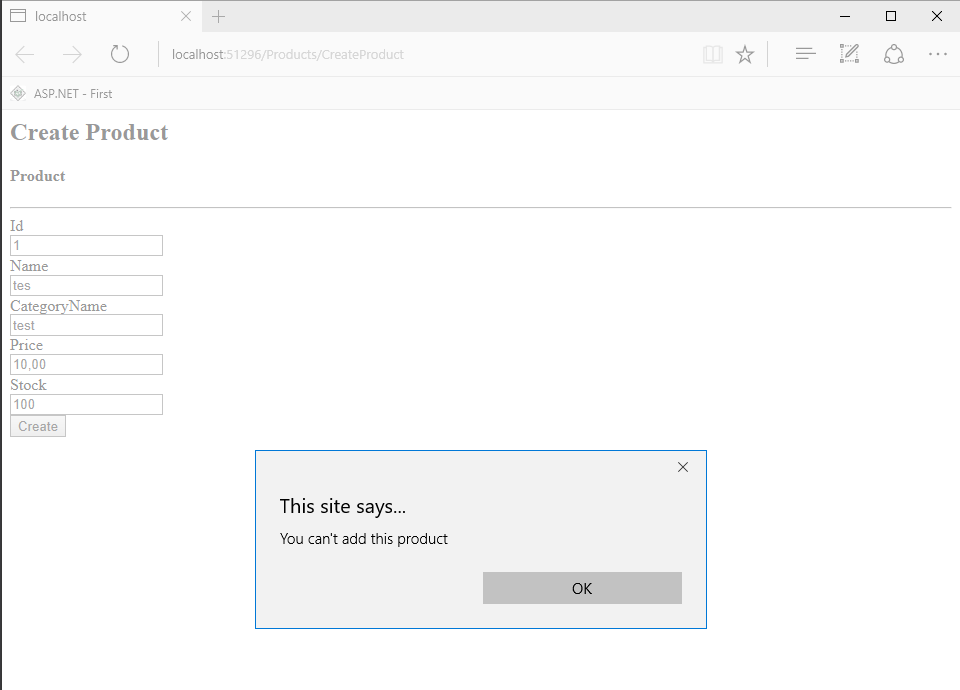 localhost
localhost:51296/Products/CreateProduct
ASP.NET - First
Create Product
Product
Id
1
Name
tes
CategoryName
test
Price
10,00
Stock
100
Create
This site says...
You can't add this product
OK